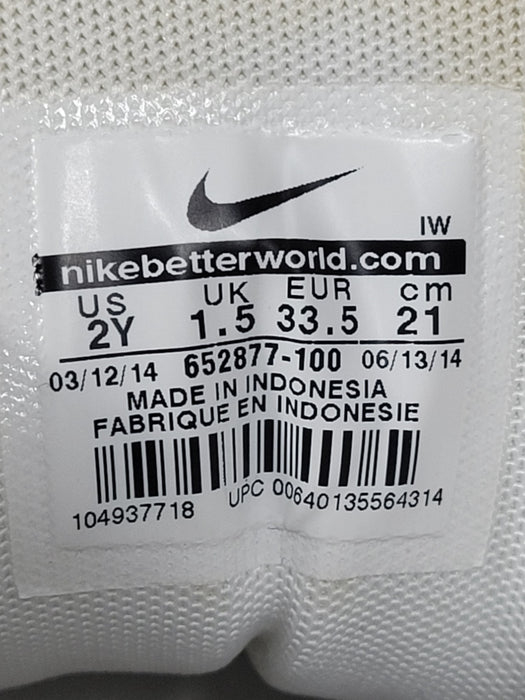 IW
nikebetterworld.com
US UK EUR cm
2Y 1.5 33.5 21
03/12/14 652877-100 06/13/14
MADE IN INDONESIA
FABRIQUE EN INDONESIE
104937718 UPC 00640135564314